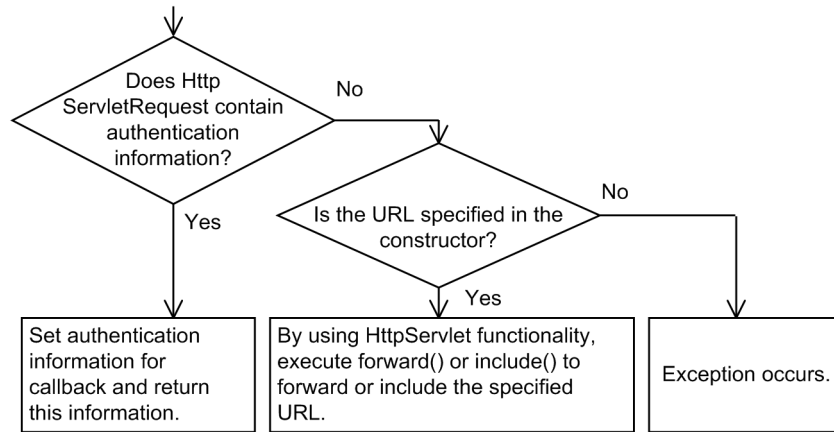 Does Http
ServletRequest contain
authentication
information?
No
Yes
Is the URL specified in the
constructor?
No
Yes
Set authentication
information for
callback and return
this information.
By using HttpServlet functionality,
execute forward() or include() to
forward or include the specified
URL.
Exception occurs.